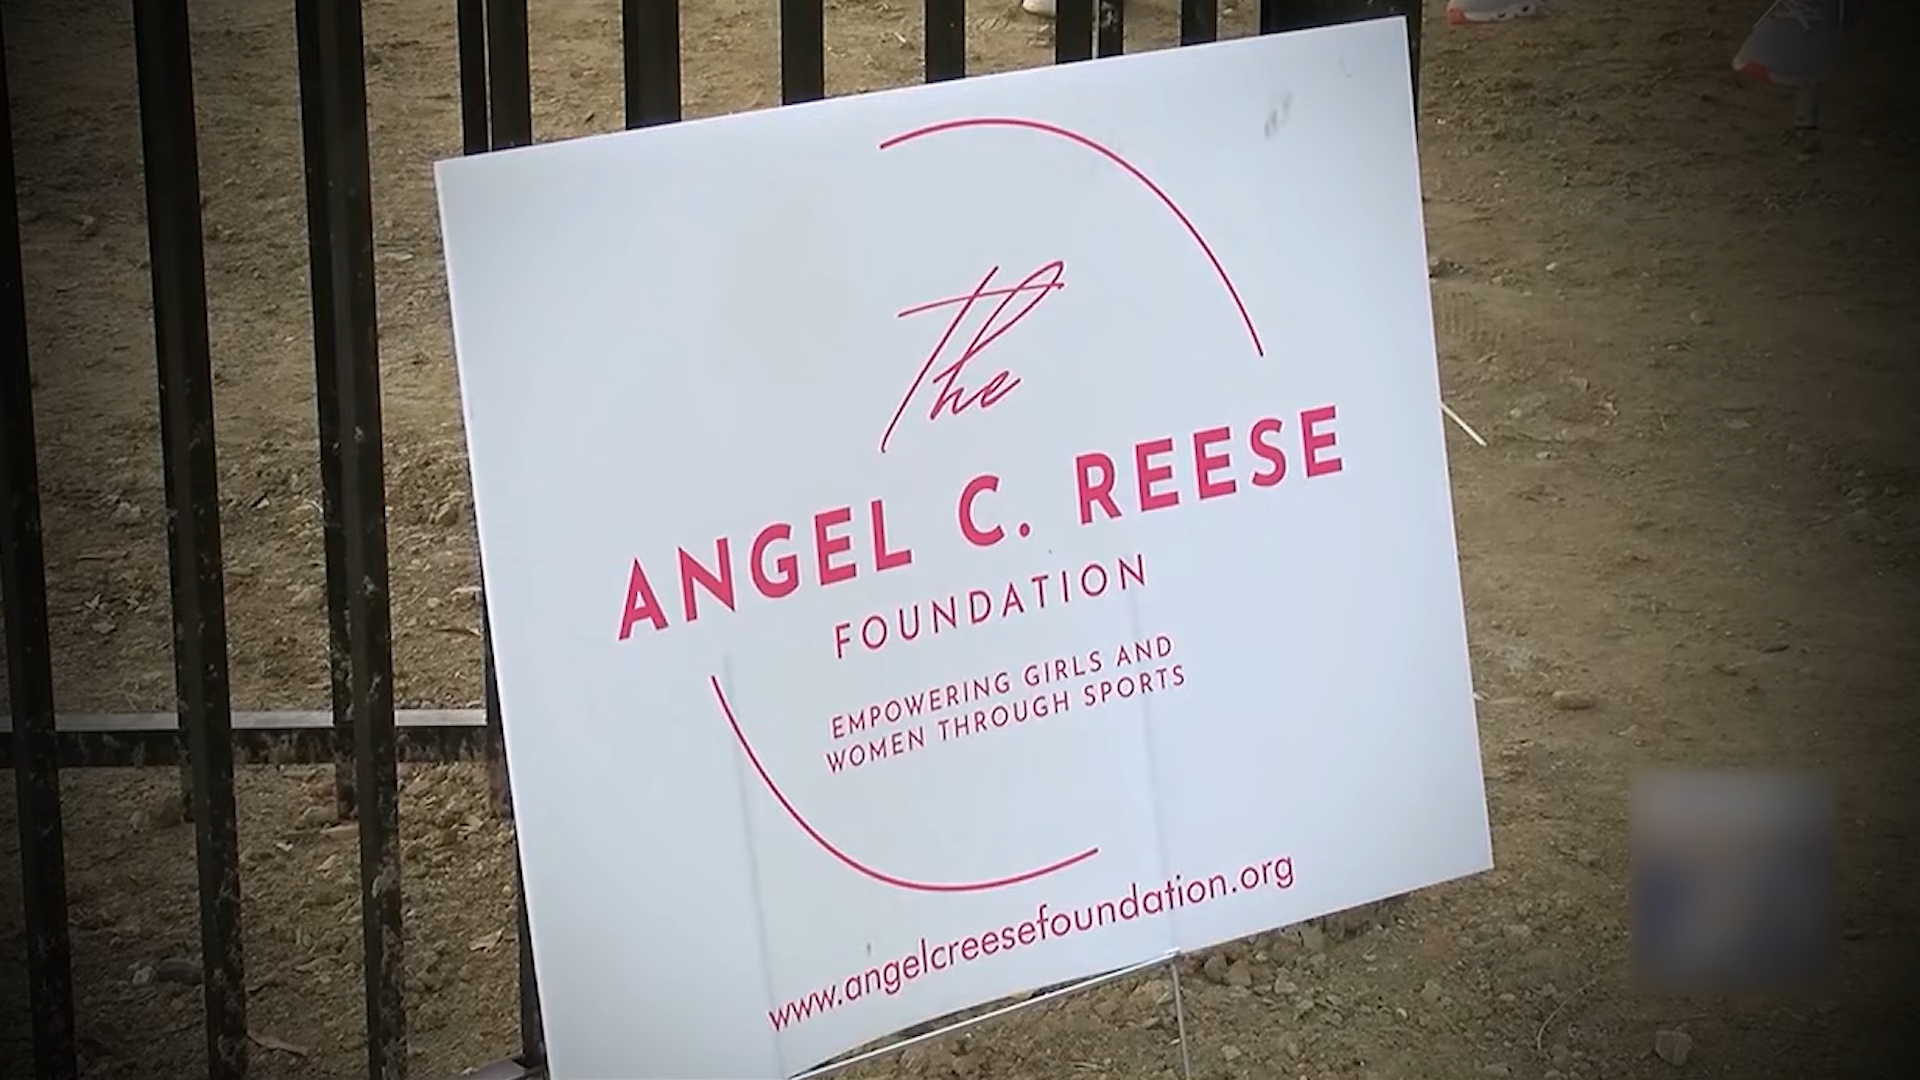 The
ANGEL C. REESE
FOUNDATION
EMPOWERING GIRLS AND
WOMEN THROUGH SPORTS
www.angelcreesefoundation.org